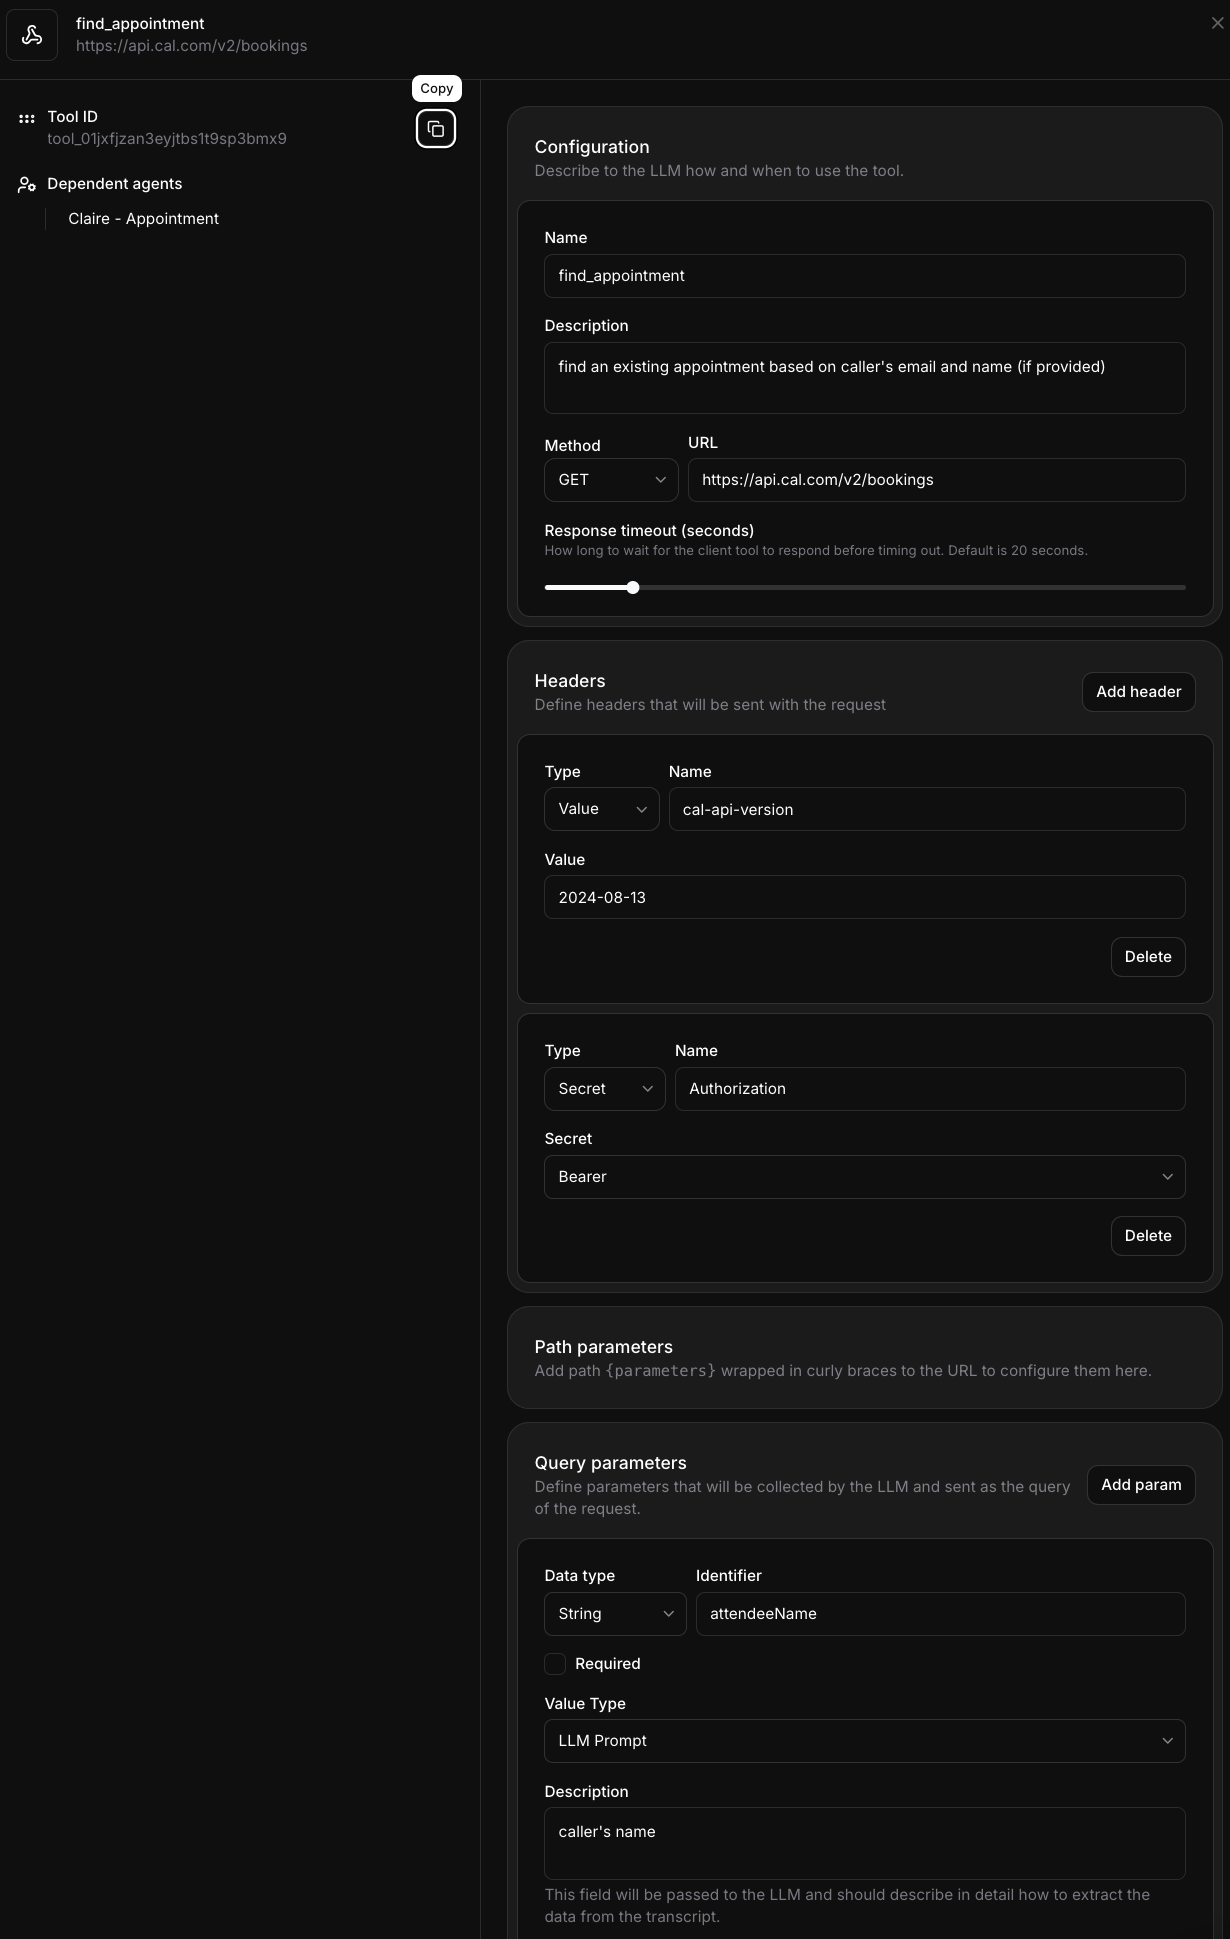 find_appointment
https://api.cal.com/v2/bookings
Copy
Tool ID
tool_01jxfjzan3eyjtbs1t9sp3bmx9
Dependent agents
Claire - Appointment
Configuration
Describe to the LLM how and when to use the tool.
Name
find_appointment
Description
find an existing appointment based on caller's email and name (if provided)
Method
URL
GET
https://api.cal.com/v2/bookings
Response timeout (seconds)
How long to wait for the client tool to respond before timing out. Default is 20 seconds.
Headers
Define headers that will be sent with the request
Add header
Type
Name
Value
cal-api-version
Value
2024-08-13
Delete
Type
Name
Secret
Authorization
Secret
Bearer
Delete
Path parameters
Add path {parameters} wrapped in curly braces to the URL to configure them here.
Query parameters
Define parameters that will be collected by the LLM and sent as the query
of the request.
Add param
Data type
Identifier
String
attendeeName
Required
Value Type
LLM Prompt
Description
caller's name
This field will be passed to the LLM and should describe in detail how to extract the
data from the transcript.